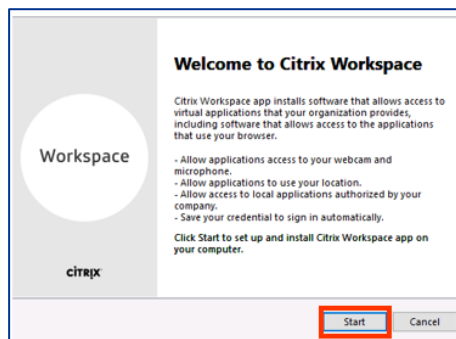 Welcome to Citrix Workspace
Citrix Workspace app installs software that allows access to
virtual applications that your organization provides,
including software that allows access to the applications
that use your browser.
- Allow applications access to your webcam and
microphone.
- Allow applications to use your location.
- Allow access to local applications authorized by your
company.
- Save your credential to sign in automatically.
Click Start to set up and install Citrix Workspace app on
your computer.
Workspace
citrix
Start
Cancel